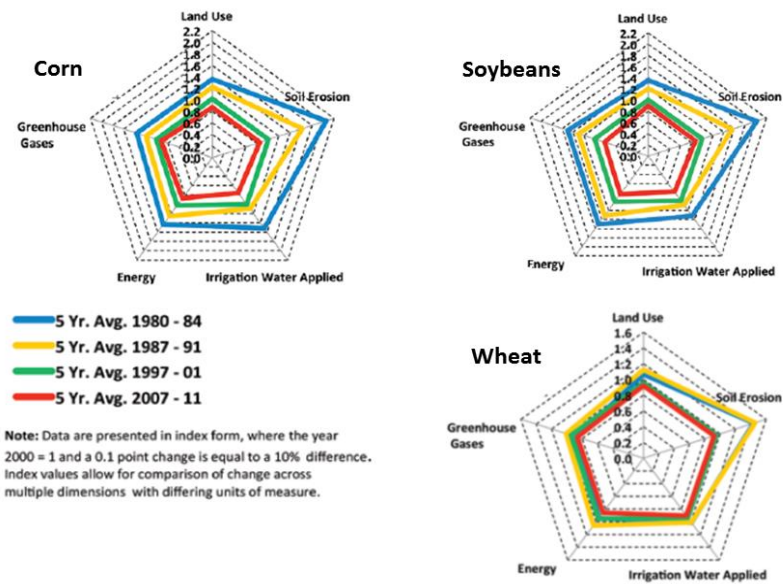 Corn
Land Use
2.2
2.0
1.8
1.6
1.4
1.2
1.0
0.8
0.6
0.4
0.2
0.0
Soil Erosion
Greenhouse
Gases
Energy
Irrigation Water Applied
Soybeans
Land Use
2.2
2.0
1.8
1.6
1.4
1.2
1.0
0.8
0.6
0.4
0.2
0.0
Soil Erosion
Greenhouse
Gases
Energy
Irrigation Water Applied
5 Yr. Avg. 1980 - 84
5 Yr. Avg. 1987 - 91
5 Yr. Avg. 1997 - 01
5 Yr. Avg. 2007 - 11
Note: Data are presented in index form, where the year
2000 = 1 and a 0.1 point change is equal to a 10% difference.
Index values allow for comparison of change across
multiple dimensions with differing units of measure.
Wheat
Land Use
1.6
1.4
1.2
1.0
0.8
0.6
0.4
0.2
0.0
Soil Erosion
Greenhouse
Gases
Energy
Irrigation Water Applied